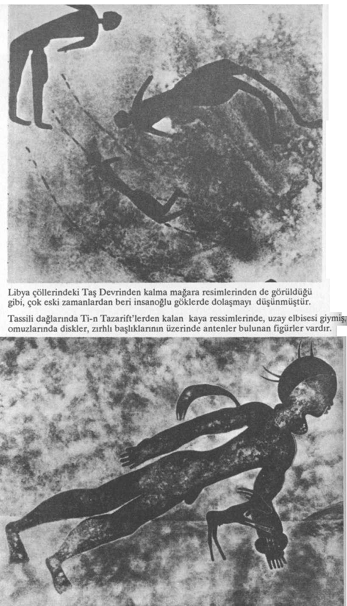 Libya çöllerindeki Taş Devrinden kalma mağara resimlerinden de görüldüğü
gibi, çok eski zamanlardan beri insanoğlu göklerde dolaşmayı düşünmüştür.
Tassili dağlarında Ti-n Tazarift'lerden kalan kaya ressimlerinde, uzay elbisesi giymiş,
omuzlarında diskler, zırhlı başlıklarının üzerinde antenler bulunan figürler vardır.